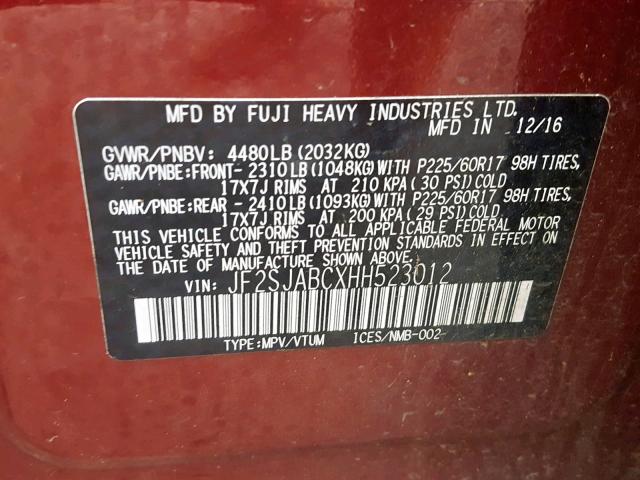 MFD BY FUJI HEAVY INDUSTRIES LTD.
MFD IN 12/16
GVWR/PNBV: 4480LB(2032KG)
GAWR/PNBE:FRONT-2310LB(1048KG)WITH P225/60R17 98H TIRES,
17X7J RIMS AT 210 KPA(30 PSI)COLD
GAWR/PNBE:REAR -2410LB(1093KG)WITH P225/60R17 98H TIRES,
17X7J RIMS AT 200 KPA(29 PSI)COLD
THIS VEHICLE CONFORMS TO ALL APPLICABLE FEDERAL MOTOR
VEHICLE SAFETY AND THEFT PREVENTION STANDARDS IN EFFECT ON
THE DATE OF MANUFACTURE SHOWN ABOVE.
VIN: JF2SJABCXHH523012
TYPE:MPV/VTUM ICES/NMB-002